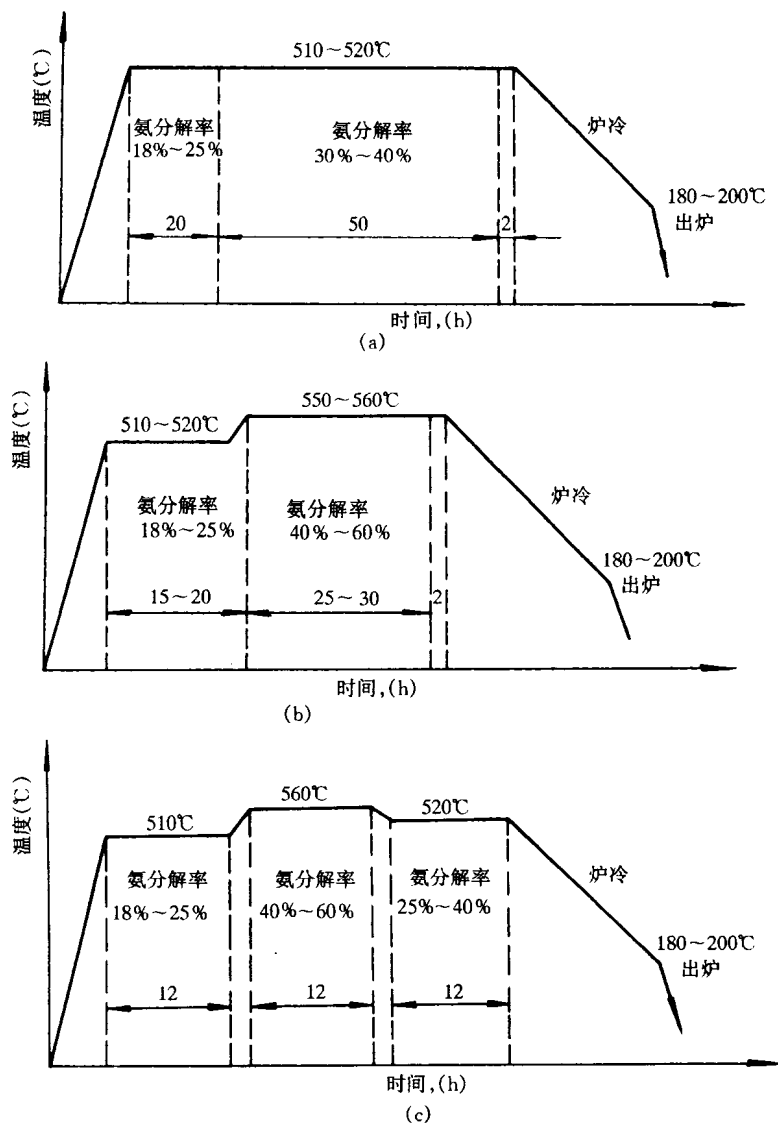 温度(℃)
510～520℃
氨分解率
18%～25%
氨分解率
30%～40%
炉冷
180～200℃
出炉
20
50
2
时间,(h)
(a)
温度(℃)
510～520℃
550～560℃
氨分解率
18%～25%
氨分解率
40%～60%
炉冷
180～200℃
出炉
15～20
25～30
2
时间,(h)
(b)
温度(℃)
510℃
560℃
520℃
氨分解率
18%～25%
氨分解率
40%～60%
氨分解率
25%～40%
炉冷
180～200℃
出炉
12
12
12
时间,(h)
(c)